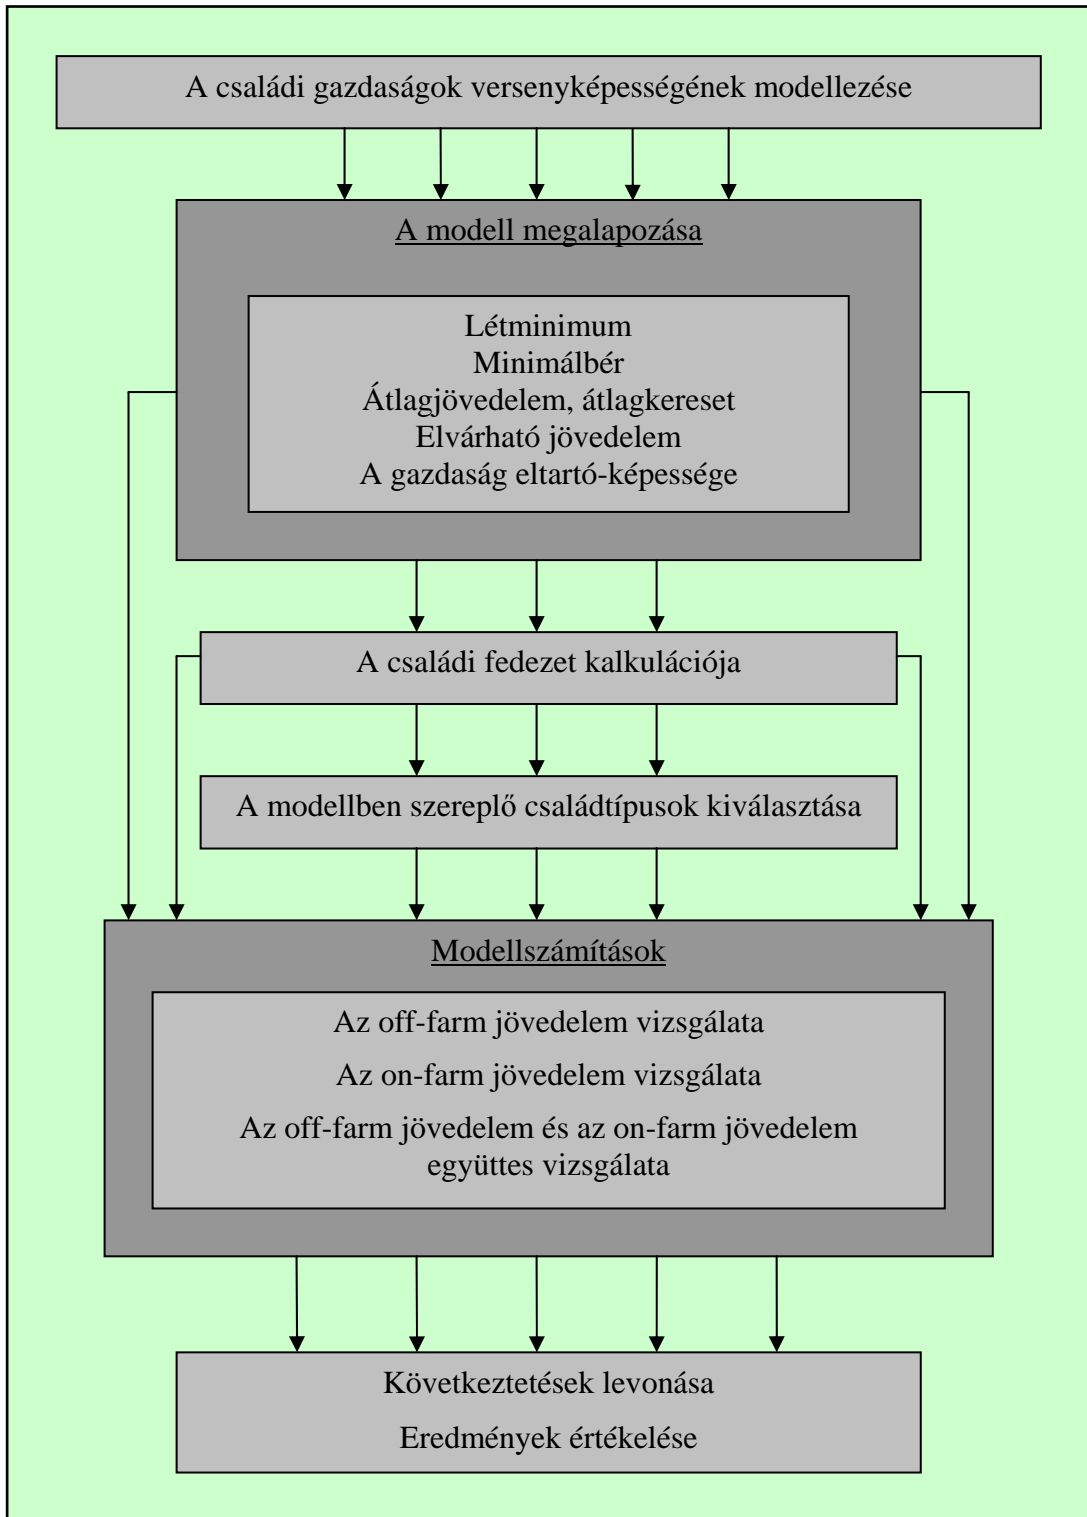 A családi gazdaságok versenyképességének modellezése
A modell megalapozása
Létminimum
Minimálbér
Átlagjövedelem, átlagkereset
Elvárható jövedelem
A gazdaság eltartó-képessége
A családi fedezet kalkulációja
A modellben szereplő családtípusok kiválasztása
Modellszámítások
Az off-farm jövedelem vizsgálata
Az on-farm jövedelem vizsgálata
Az off-farm jövedelem és az on-farm jövedelem
együttes vizsgálata
Következtetések levonása
Eredmények értékelése